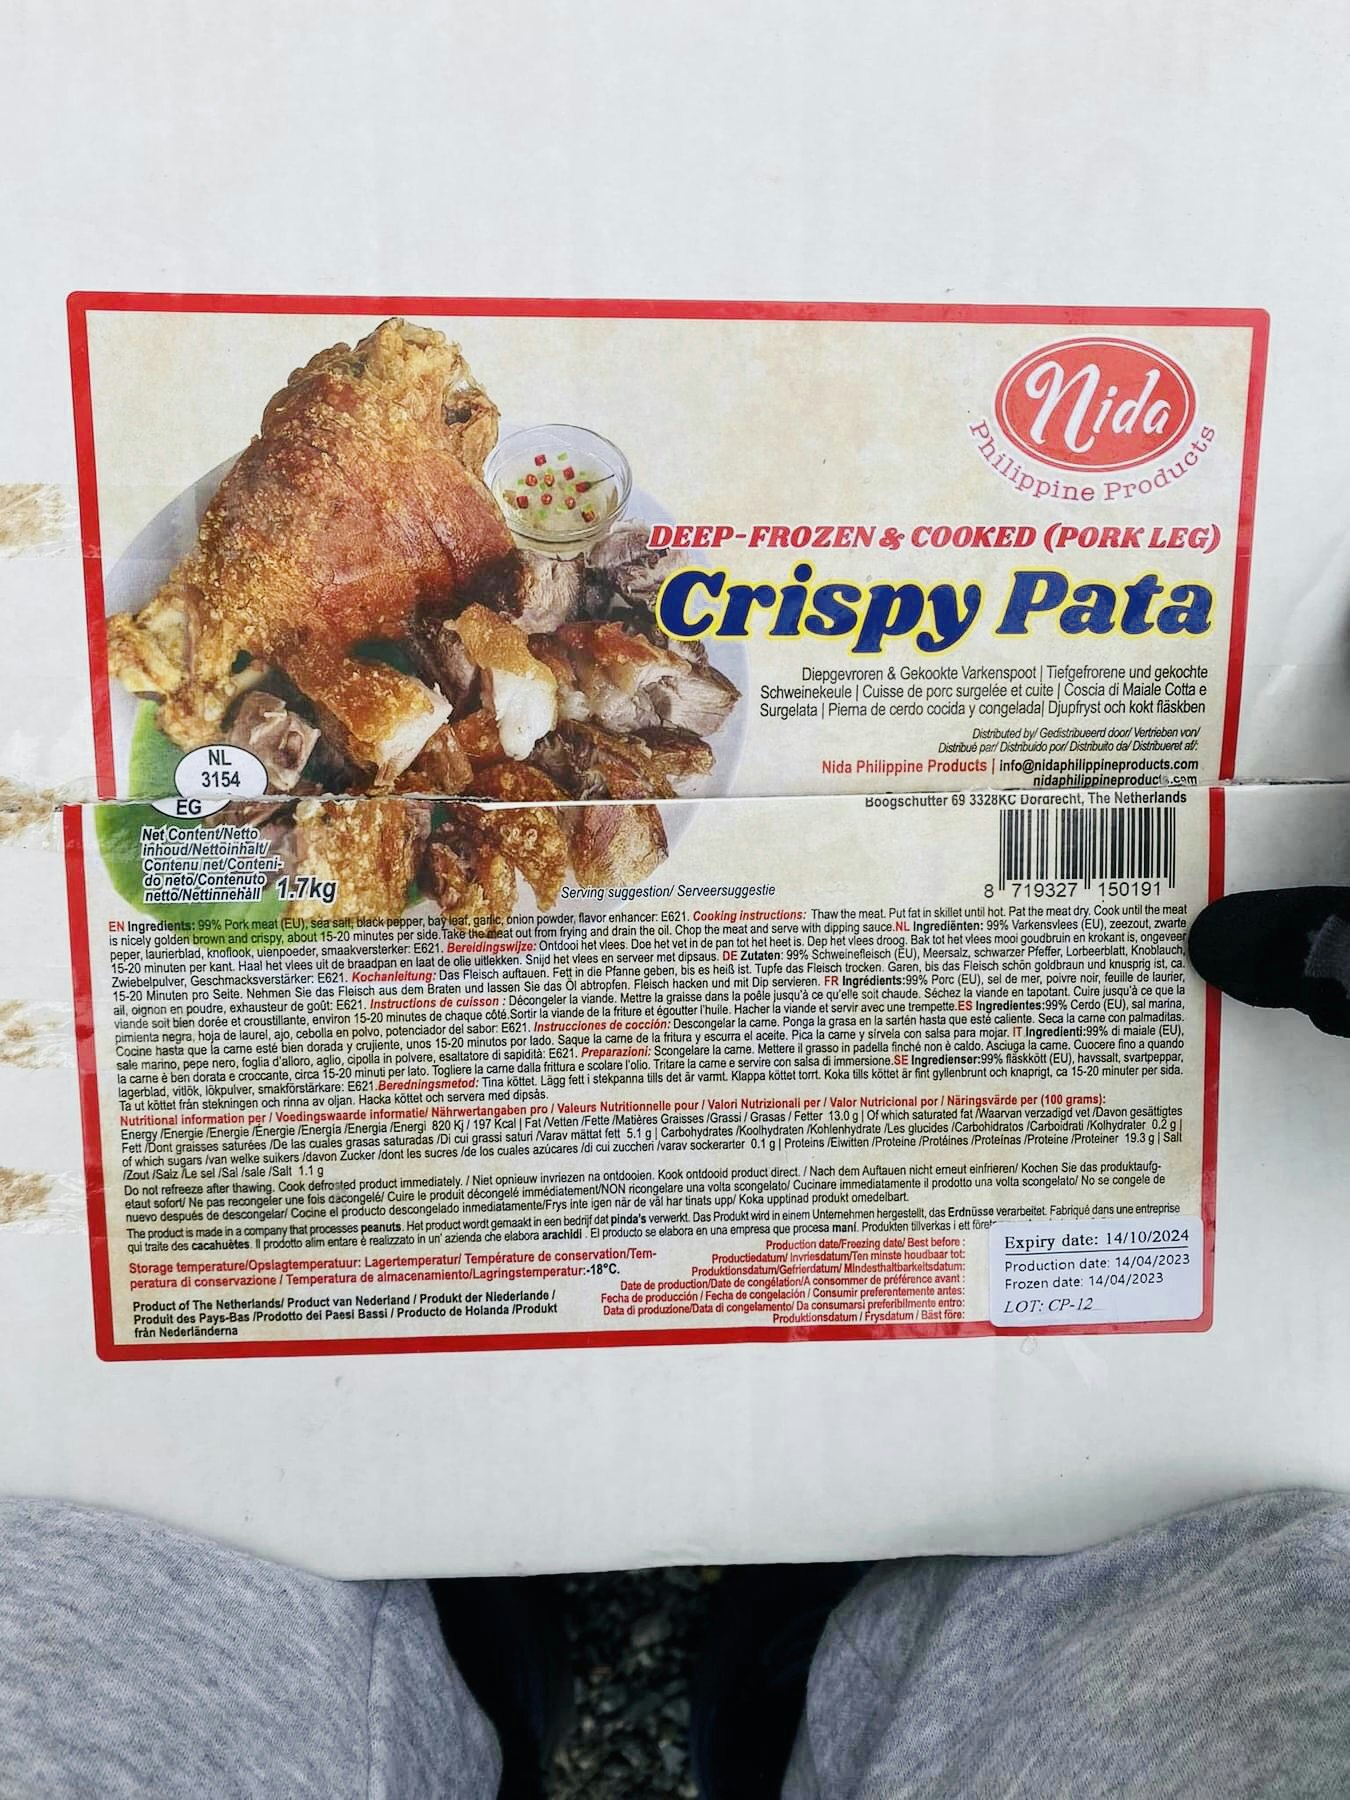 Nida
Philippine Products
DEEP-FROZEN & COOKED (PORK LEG)
Crispy Pata
Diepgevroren & Gekookte Varkenspoot | Tiefgefrorene und gekochte
Schweinekeule | Cuisse de porc surgelée et cuite | Coscia di Maiale Cotta e
Surgelata | Pierna de cerdo cocida y congelada| Djupfryst och kokt fläskben
Distributed by/ Gedistribueerd door/ Vertrieben von/
Distribué par/ Distribuido por/ Distribuito da/ Distribueret af/:
Nida Philippine Products | info@nidaphilippineproducts.com
nidaphilippineproducts.com
Boogschutter 69 3328KC Dordrecht, The Netherlands
NL
3154
EG
Net Content/Netto
inhoud/Nettoinhalt/
Contenu net/Conteni-
do neto/Contenuto
netto/Nettinnehåll 1.7kg
Serving suggestion/ Serveersuggestie
8 719327 150191
EN Ingredients: 99% Pork meat (EU), sea salt, black pepper, bay leaf, garlic, onion powder, flavor enhancer: E621. Cooking instructions: Thaw the meat. Put fat in skillet until hot. Pat the meat dry. Cook until the meat
is nicely golden brown and crispy, about 15-20 minutes per side.Take the meat out from frying and drain the oil. Chop the meat and serve with dipping sauce.NL Ingrediënten: 99% Varkensvlees (EU), zeezout, zwarte
peper, laurierblad, knoflook, uienpoeder, smaakversterker: E621. Bereidingswijze: Ontdooi het vlees. Doe het vet in de pan tot het heet is. Dep het vlees droog. Bak tot het vlees mooi goudbruin en krokant is, ongeveer
15-20 minuten per kant. Haal het vlees uit de braadpan en laat de olie uitlekken. Snijd het vlees en serveer met dipsaus. DE Zutaten: 99% Schweinefleisch (EU), Meersalz, schwarzer Pfeffer, Lorbeerblatt, Knoblauch,
Zwiebelpulver, Geschmacksverstärker: E621. Kochanleitung: Das Fleisch auftauen. Fett in die Pfanne geben, bis es heiß ist. Tupfe das Fleisch trocken. Garen, bis das Fleisch schön goldbraun und knusprig ist, ca.
15-20 Minuten pro Seite. Nehmen Sie das Fleisch aus dem Braten und lassen Sie das Öl abtropfen. Fleisch hacken und mit Dip servieren. FR Ingrédients:99% Porc (EU), sel de mer, poivre noir, feuille de laurier,
ail, oignon en poudre, exhausteur de goût: E621. Instructions de cuisson : Décongeler la viande. Mettre la graisse dans la poêle jusqu'à ce qu'elle soit chaude. Séchez la viande en tapotant. Cuire jusqu'à ce que la
viande soit bien dorée et croustillante, environ 15-20 minutes de chaque côté.Sortir la viande de la friture et égoutter l'huile. Hacher la viande et servir avec une trempette.ES Ingredientes:99% Cerdo (EU), sal marina,
pimienta negra, hoja de laurel, ajo, cebolla en polvo, potenciador del sabor: E621. Instrucciones de cocción: Descongelar la carne. Ponga la grasa en la sartén hasta que esté caliente. Seca la carne con palmaditas.
Cocine hasta que la carne esté bien dorada y crujiente, unos 15-20 minutos por lado. Saque la carne de la fritura y escurra el aceite. Pica la carne y sírvela con salsa para mojar. IT Ingredienti:99% di maiale (EU),
sale marino, pepe nero, foglia d'alloro, aglio, cipolla in polvere, esaltatore di sapidità: E621. Preparazioni: Scongelare la carne. Mettere il grasso in padella finché non è caldo. Asciuga la carne. Cuocere fino a quando
la carne è ben dorata e croccante, circa 15-20 minuti per lato. Togliere la carne dalla frittura e scolare l'olio. Tritare la carne e servire con salsa di immersione.SE Ingredienser:99% fläskkött (EU), havssalt, svartpeppar,
lagerblad, vitlök, lökpulver, smakförstärkare: E621.Beredningsmetod: Tina köttet. Lägg fett i stekpanna tills det är varmt. Klappa köttet torrt. Koka tills köttet är fint gyllenbrunt och knaprigt, ca 15-20 minuter per sida.
Ta ut köttet från stekningen och rinna av oljan. Hacka köttet och servera med dipsås.
Nutritional information per / Voedingswaarde informatie/ Nährwertangaben pro / Valeurs Nutritionnelle pour / Valori Nutrizionali per / Valor Nutricional por / Näringsvärde per (100 grams):
Energy /Energie /Energie /Énergie /Energía /Energia /Energi 820 Kj / 197 Kcal | Fat /Vetten /Fette /Matières Graisses /Grassi / Grasas / Fetter 13.0 g | Of which saturated fat /Waarvan verzadigd vet /Davon gesättigtes
Fett /Dont graisses saturées /De las cuales grasas saturadas /Di cui grassi saturi /Varav mättat fett 5.1 g | Carbohydrates /Koolhydraten /Kohlenhydrate /Les glucides /Carbohidratos /Carboidrati /Kolhydrater 0.2 g |
of which sugars /van welke suikers /davon Zucker /dont les sucres /de los cuales azúcares /di cui zuccheri /varav sockerarter 0.1 g | Proteins /Eiwitten /Proteine /Protéines /Proteínas /Proteine /Proteiner 19.3 g | Salt
/Zout /Salz /Le sel /Sal /sale /Salt 1.1 g
Do not refreeze after thawing. Cook defrosted product immediately. / Niet opnieuw invriezen na ontdooien. Kook ontdooid product direct. / Nach dem Auftauen nicht erneut einfrieren/ Kochen Sie das produktaufg-
etaut sofort/ Ne pas recongeler une fois décongelé/ Cuire le produit décongelé immédiatement/NON ricongelare una volta scongelato/ Cucinare immediatamente il prodotto una volta scongelato/ No se congele de
nuevo después de descongelar/ Cocine el producto descongelado inmediatamente/Frys inte igen när de väl har tinats upp/ Koka upptinad produkt omedelbart.
The product is made in a company that processes peanuts. Het product wordt gemaakt in een bedrijf dat pinda's verwerkt. Das Produkt wird in einem Unternehmen hergestellt, das Erdnüsse verarbeitet. Fabriqué dans une entreprise
qui traite des cacahuètes. Il prodotto alim entare è realizzato in un' azienda che elabora arachidi . El producto se elabora en una empresa que procesa maní. Produkten tillverkas i ett
Storage temperature/Opslagtemperatuur: Lagertemperatur/ Température de conservation/Tem-
peratura di conservazione / Temperatura de almacenamiento/Lagringstemperatur:-18°C.
Product of The Netherlands/ Product van Nederland / Produkt der Niederlande /
Produit des Pays-Bas /Prodotto dei Paesi Bassi / Producto de Holanda /Produkt
från Nederländerna
Production date/Freezing date/ Best before :
Productiedatum/ Invriesdatum/Ten minste houdbaar tot:
Produktionsdatum/Gefrierdatum/ Mindesthaltbarkeitsdatum:
Date de production/Date de congélation/A consommer de préférence avant :
Fecha de producción / Fecha de congelación / Consumir preferentemente antes:
Data di produzione/Data di congelamento/ Da consumarsi preferibilmente entro:
Produktionsdatum / Frysdatum / Bäst före:
Expiry date: 14/10/2024
Production date: 14/04/2023
Frozen date: 14/04/2023
LOT: CP-12